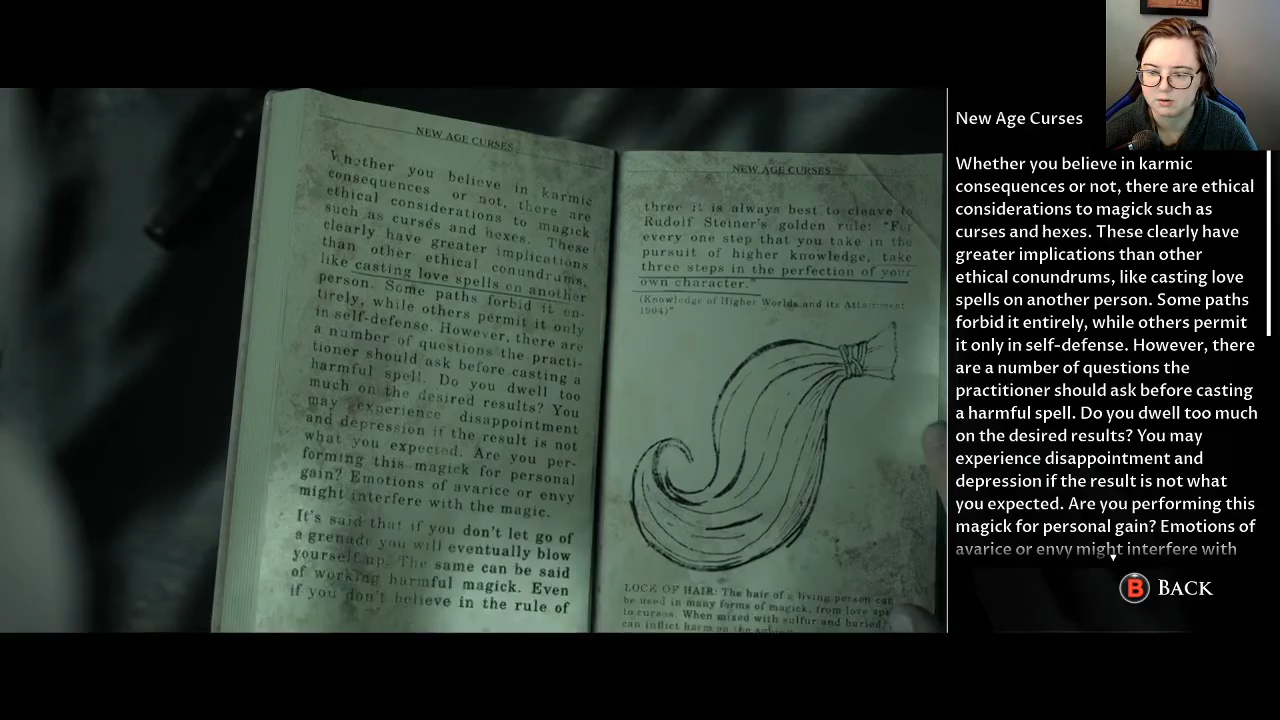 NEW AGE CURSES
Whether you believe in karmic
consequences or not, there are
ethical considerations to magick
such as curses and hexes. These
clearly have greater implications
than other ethical conundrums,
like casting love spells on another
person. Some paths forbid it en-
tirely, while others permit it only
in self-defense. However, there are
a number of questions the practi-
tioner should ask before casting a
harmful spell. Do you dwell too
much on the desired results? You
may experience disappointment
and depression if the result is not
what you expected. Are you per-
forming this magick for personal
gain? Emotions of avarice or envy
might interfere with the magic.
It's said that if you don't let go of
a grenade you will eventually blow
yourself up. The same can be said
of working harmful magick. Even
if you don't believe in the rule of
NEW AGE CURSES
three it is always best to cleave to
Rudolf Steiner's golden rule: "For
every one step that you take in the
pursuit of higher knowledge, take
three steps in the perfection of your
own character."
(Knowledge of Higher Worlds and its Attainment
1904)"
LOCK OF HAIR: The hair of a living person can
be used in many forms of magick, from love spe
to curses. When mixed with sulfur and buried,
can inflict harm on the
New Age Curses
Whether you believe in karmic
consequences or not, there are ethical
considerations to magick such as
curses and hexes. These clearly have
greater implications than other
ethical conundrums, like casting love
spells on another person. Some paths
forbid it entirely, while others permit
it only in self-defense. However, there
are a number of questions the
practitioner should ask before casting
a harmful spell. Do you dwell too much
on the desired results? You may
experience disappointment and
depression if the result is not what
you expected. Are you performing this
magick for personal gain? Emotions of
avarice or envy might interfere with
B BACK